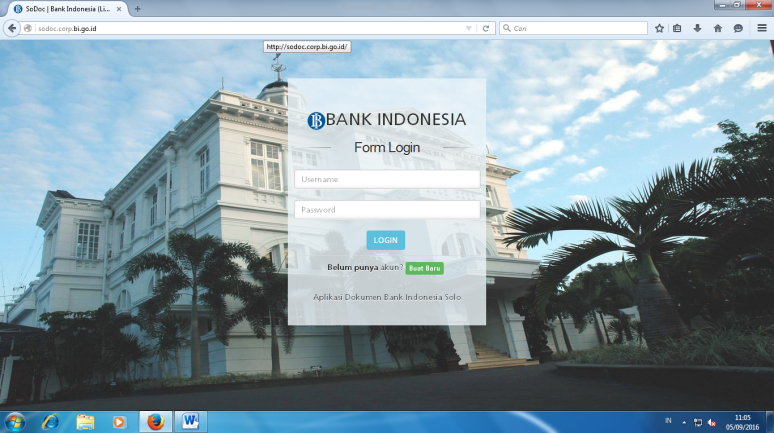 SoDoc | Bank Indonesia (Li...
sodoc.corp.bi.go.id
Cari
http://sodoc.corp.bi.go.id/
BANK INDONESIA
Form Login
Username
Password
LOGIN
Belum punya akun? Buat Baru
Aplikasi Dokumen Bank Indonesia Solo
IN
11:05
05/09/2016